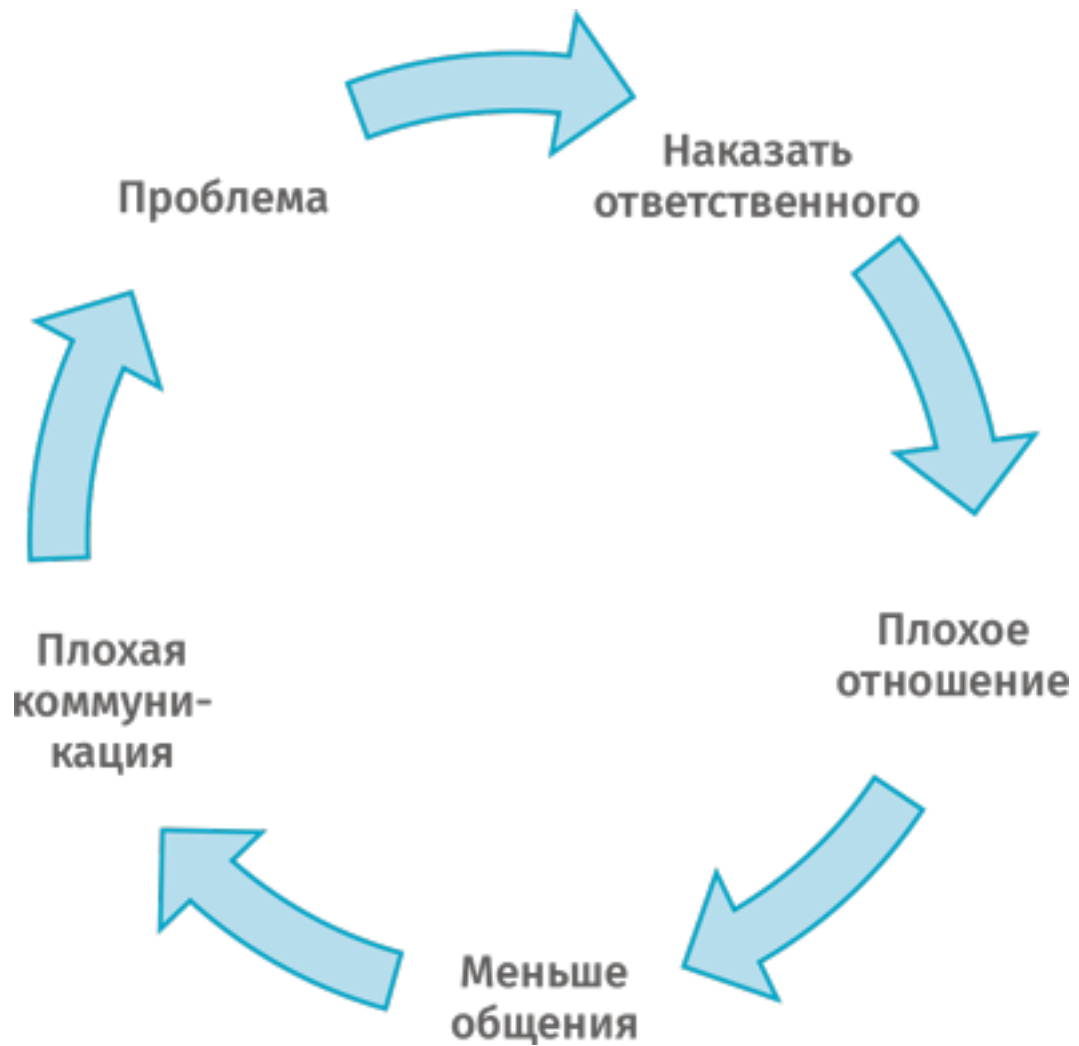 Проблема
Наказать
ответственного
Плохое
отношение
Меньше
общения
Плохая
коммуни-
кация